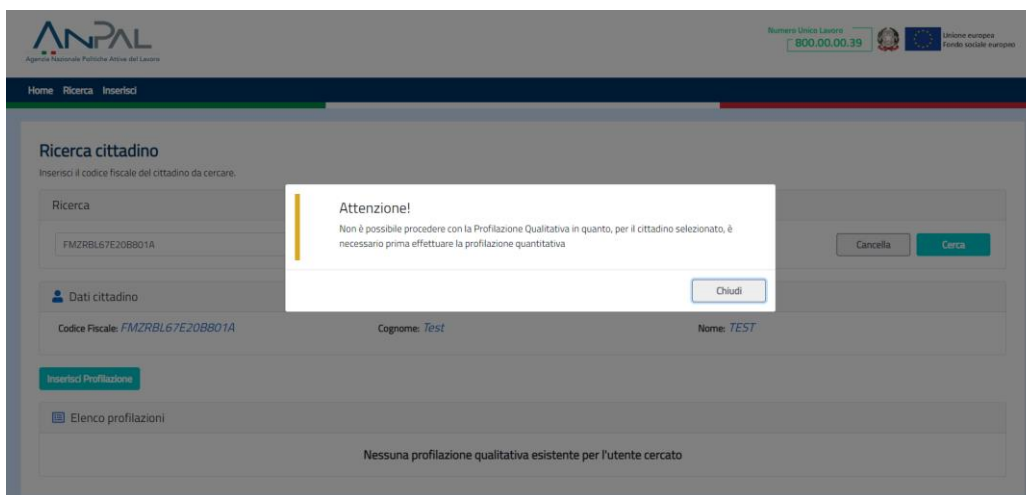 ANPAL
Agenzia Nazionale Politiche Attive del Lavoro
Numero Unico Lavoro
800.00.00.39
Unione europea
Fondo sociale europeo
Home Ricerca Inserisci
Ricerca cittadino
Inserisci il codice fiscale del cittadino da cercare.
Ricerca
FMZRBL67E20B801A
Cancella Cerca
Attenzione!
Non è possibile procedere con la Profilazione Qualitativa in quanto, per il cittadino selezionato, è
necessario prima effettuare la profilazione quantitativa
Chiudi
Dati cittadino
Codice Fiscale: FMZRBL67E20B801A Cognome: Test Nome: TEST
Inserisci Profilazione
Elenco profilazioni
Nessuna profilazione qualitativa esistente per l'utente cercato